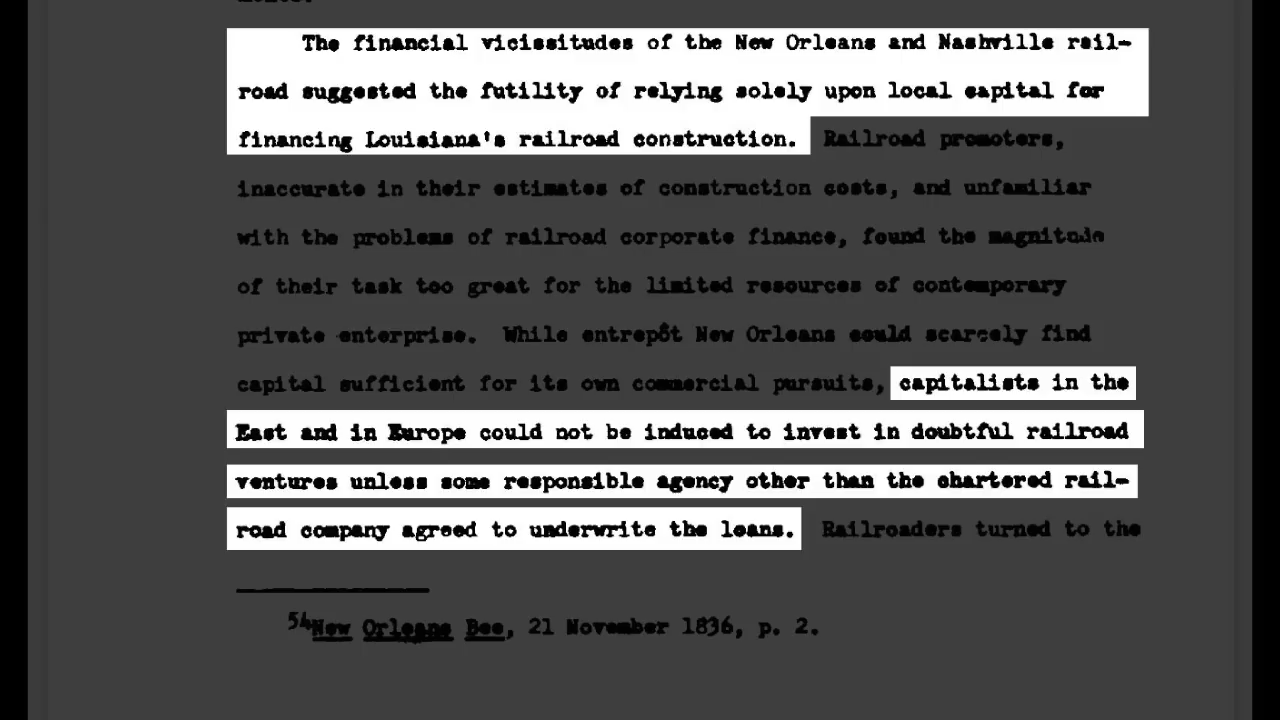 The financial vicissitudes of the New Orleans and Nashville rail-
road suggested the futility of relying solely upon local capital for
financing Louisiana's railroad construction. Railroad promoters,
inaccurate in their estimates of construction costs, and unfamiliar
with the problems of railroad corporate finance, found the magnitude
of their task too great for the limited resources of contemporary
private enterprise. While entrepôt New Orleans could scarcely find
capital sufficient for its own commercial pursuits, capitalists in the
East and in Europe could not be induced to invest in doubtful railroad
ventures unless some responsible agency other than the chartered rail-
road company agreed to underwrite the loans. Railroaders turned to the
54New Orleans Bee, 21 November 1836, p. 2.